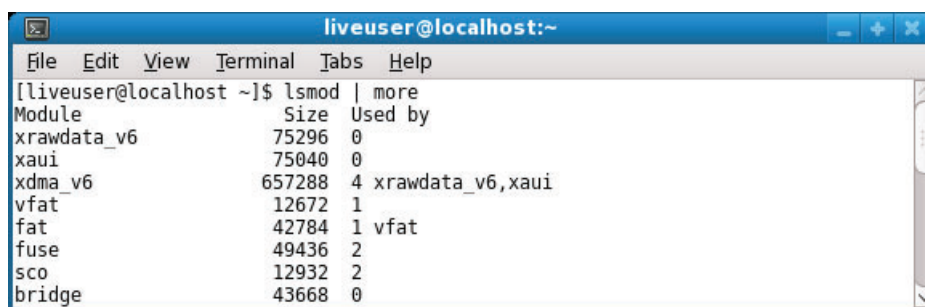 liveuser@localhost:~
File Edit View Terminal Tabs Help
[liveuser@localhost ~]$ lsmod | more
Module Size Used by
xrawdata_v6 75296 0
xaui 75040 0
xdma_v6 657288 4 xrawdata_v6,xaui
vfat 12672 1
fat 42784 1 vfat
fuse 49436 2
sco 12932 2
bridge 43668 0